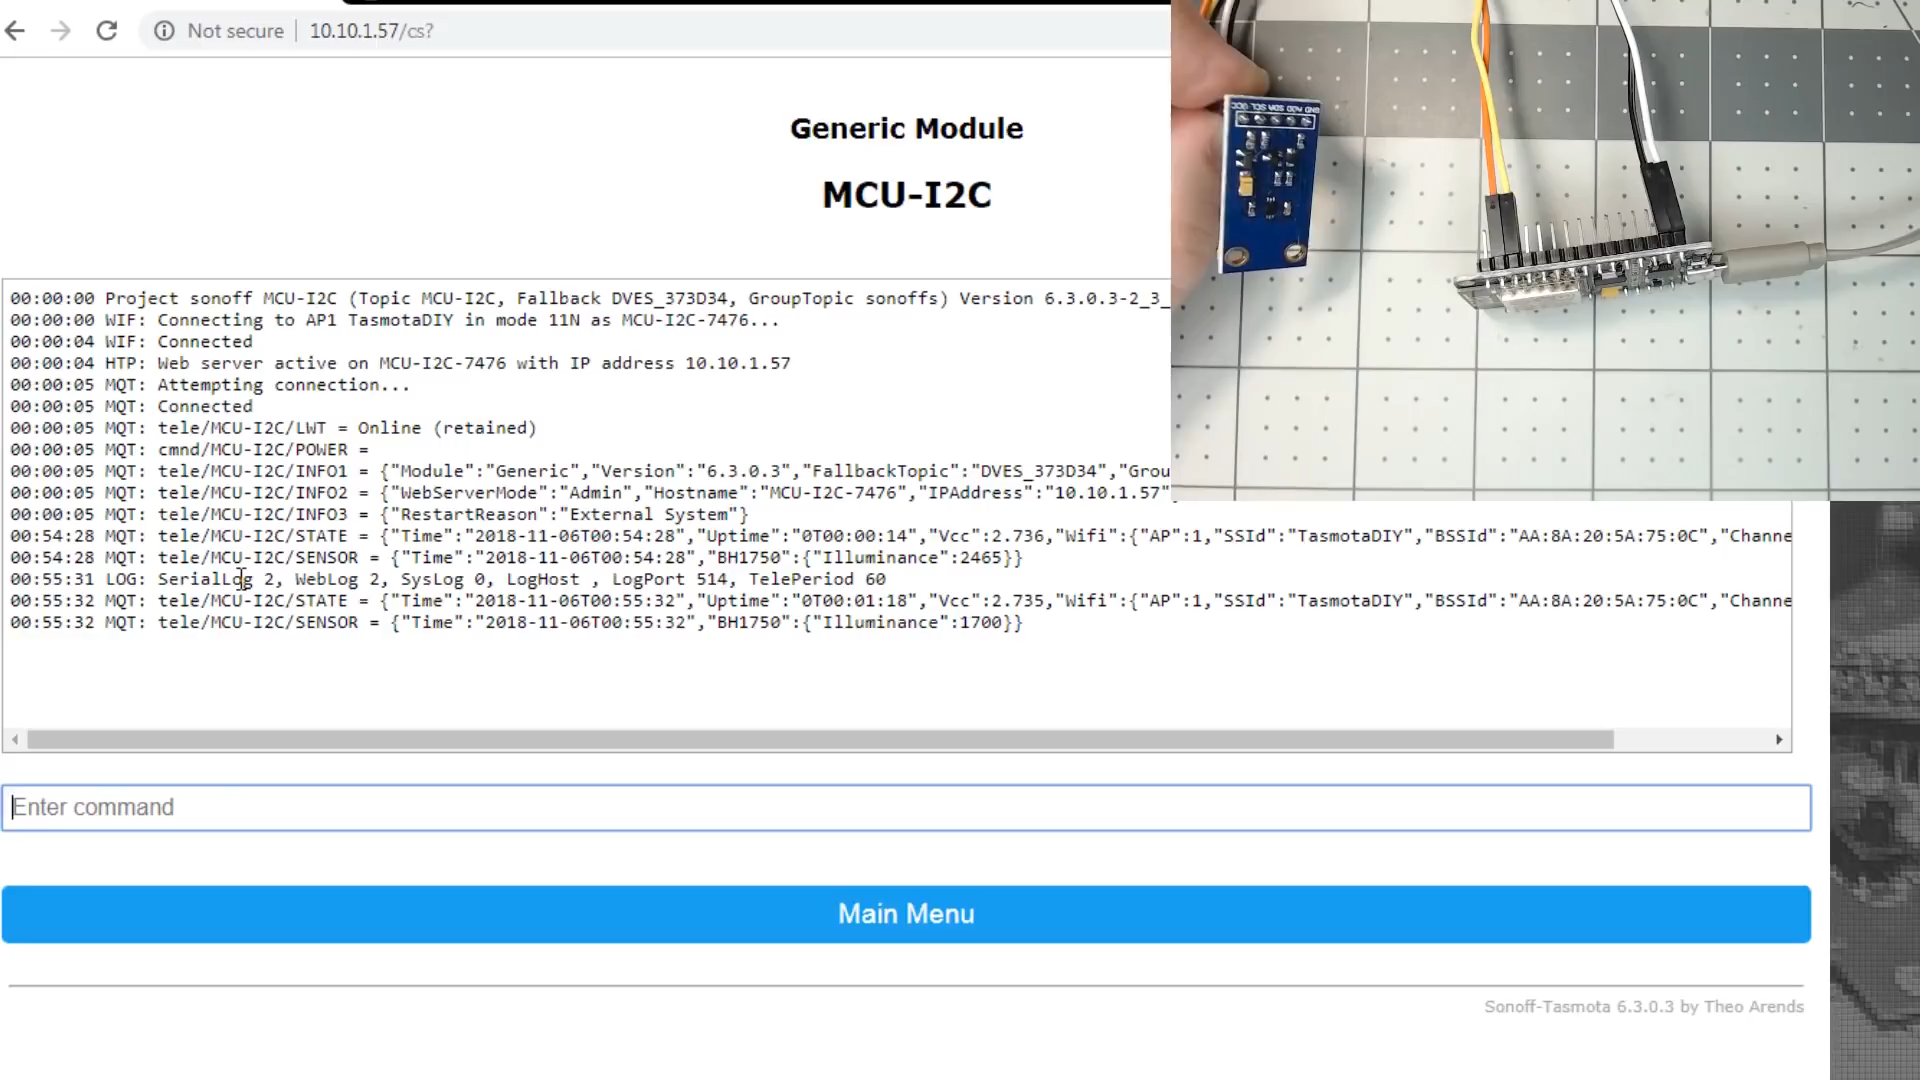 Not secure
10.10.1.57/cs?
Generic Module
MCU-I2C
00:00:00 Project sonoff MCU-I2C (Topic MCU-I2C, Fallback DVES_373D34, GroupTopic sonoffs) Version 6.3.0.3-2_3_
00:00:00 WIF: Connecting to AP1 TasmotaDIY in mode 11N as MCU-I2C-7476...
00:00:04 WIF: Connected
00:00:04 HTP: Web server active on MCU-I2C-7476 with IP address 10.10.1.57
00:00:05 MQT: Attempting connection...
00:00:05 MQT: Connected
00:00:05 MQT: tele/MCU-I2C/LWT = Online (retained)
00:00:05 MQT: cmnd/MCU-I2C/POWER =
00:00:05 MQT: tele/MCU-I2C/INFO1 = {"Module":"Generic","Version":"6.3.0.3","FallbackTopic":"DVES_373D34","Grou
00:00:05 MQT: tele/MCU-I2C/INFO2 = {"WebServerMode":"Admin","Hostname":"MCU-I2C-7476","IPAddress":"10.10.1.57"
00:00:05 MQT: tele/MCU-I2C/INFO3 = {"RestartReason":"External System"}
00:54:28 MQT: tele/MCU-I2C/STATE = {"Time":"2018-11-06T00:54:28","Uptime":"0T00:00:14","Vcc":2.736,"Wifi":{"AP":1,"SSId":"TasmotaDIY","BSSId":"AA:8A:20:5A:75:0C","Channe
00:54:28 MQT: tele/MCU-I2C/SENSOR = {"Time":"2018-11-06T00:54:28","BH1750":{"Illuminance":2465}}
00:55:31 LOG: SerialLog 2, WebLog 2, SysLog 0, LogHost , LogPort 514, TelePeriod 60
00:55:32 MQT: tele/MCU-I2C/STATE = {"Time":"2018-11-06T00:55:32","Uptime":"0T00:01:18","Vcc":2.735,"Wifi":{"AP":1,"SSId":"TasmotaDIY","BSSId":"AA:8A:20:5A:75:0C","Channe
00:55:32 MQT: tele/MCU-I2C/SENSOR = {"Time":"2018-11-06T00:55:32","BH1750":{"Illuminance":1700}}
Enter command
Main Menu
Sonoff-Tasmota 6.3.0.3 by Theo Arends
GND ADD SDA SCL VCC